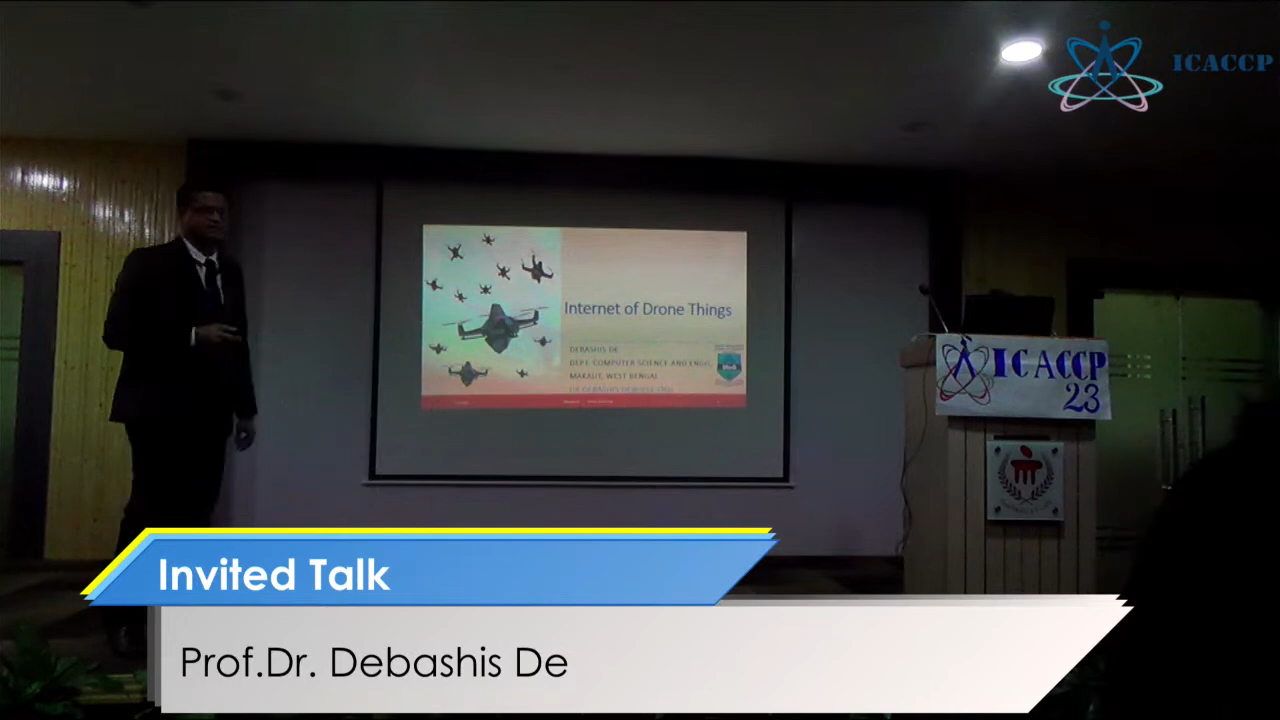 ICACCP
Internet of Drone Things
DEBASHIS DE
DEPT. COMPUTER SCIENCE AND ENGG.
MAKAUT, WEST BENGAL
ICACCP
23
Invited Talk
Prof.Dr. Debashis De